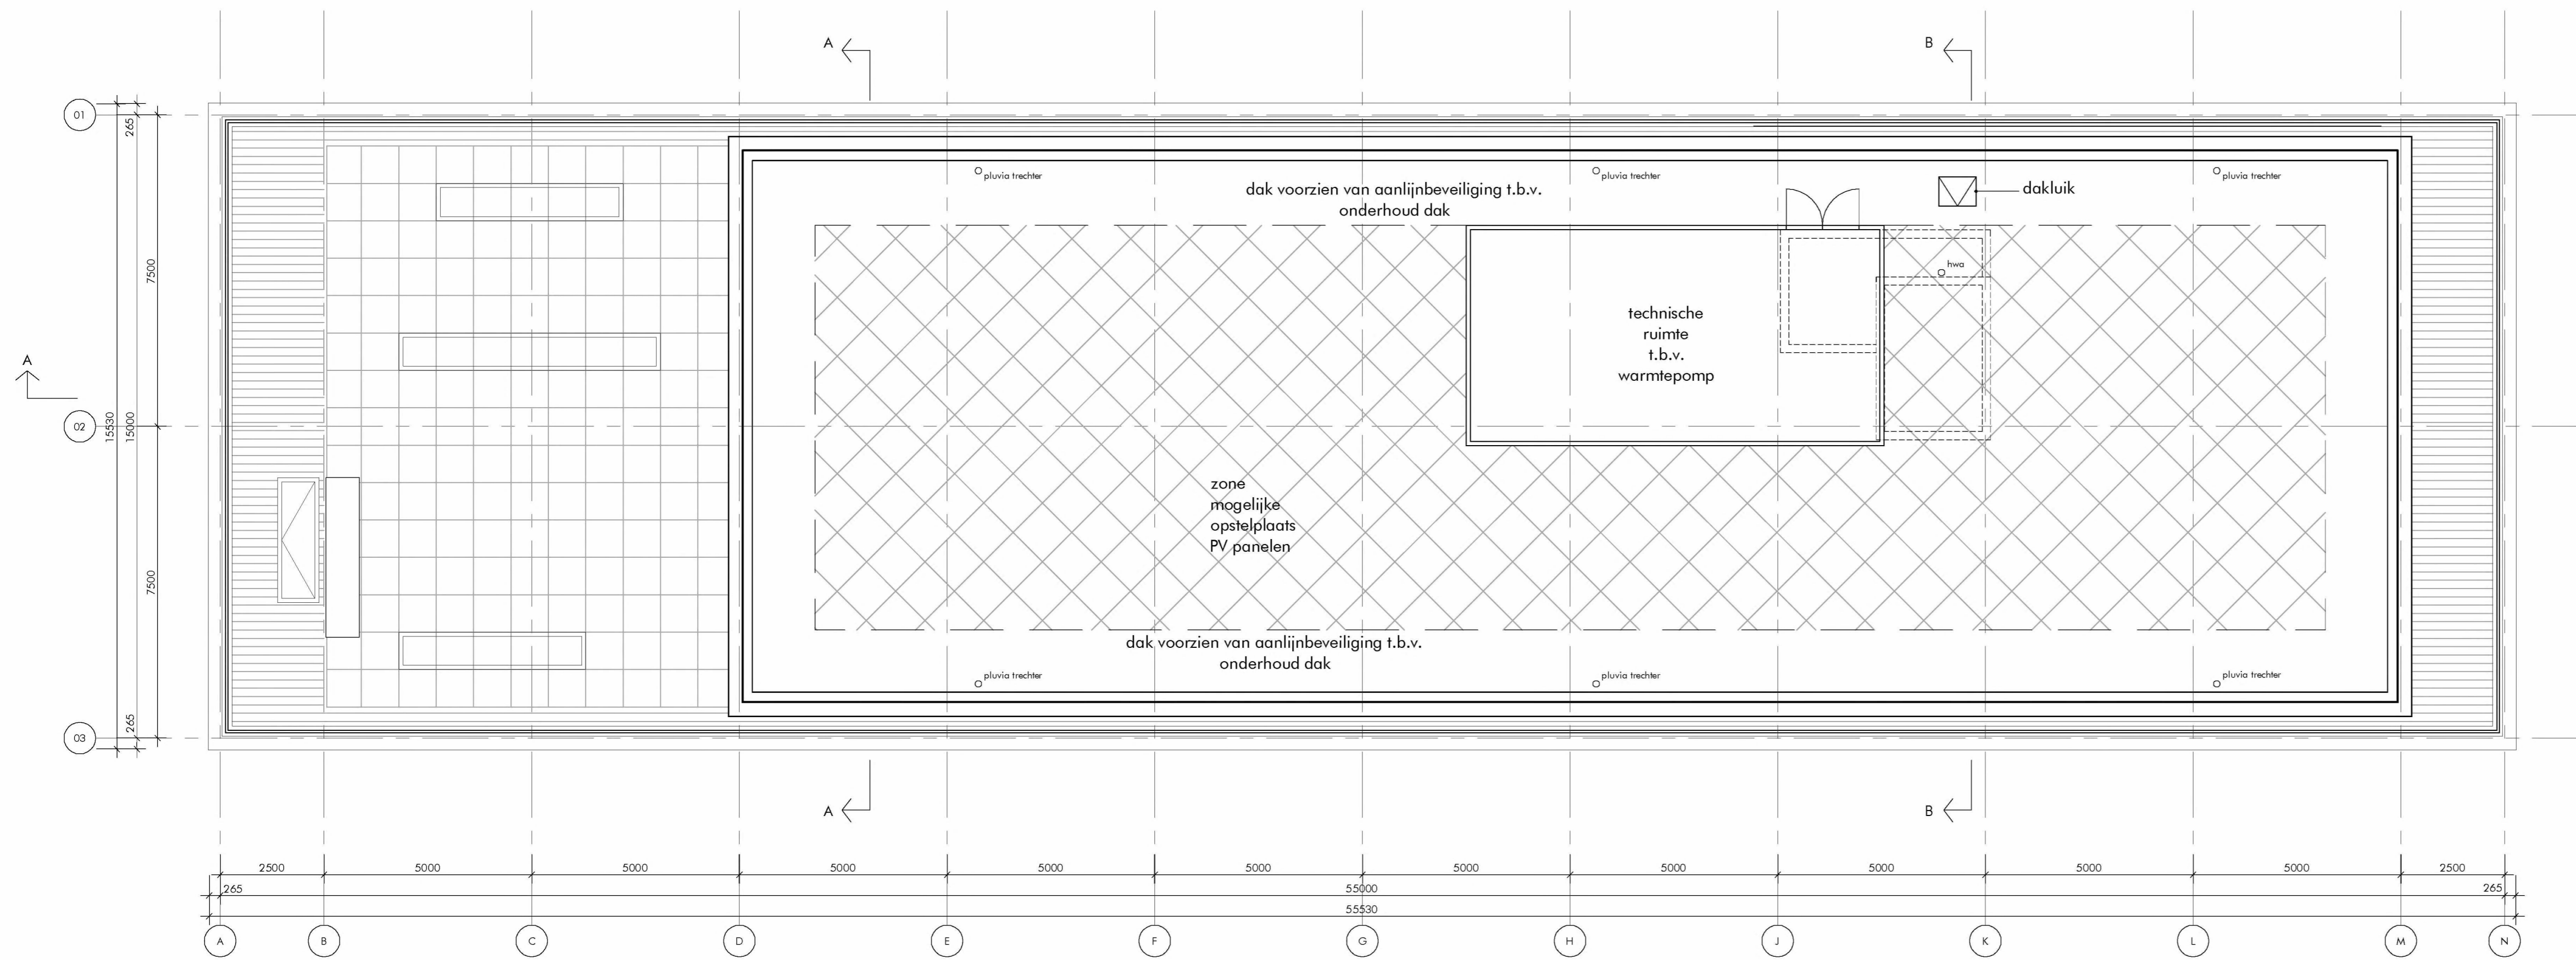 A
B
01
265
pluvia trechter
pluvia trechter
pluvia trechter
dak voorzien van aanlijnbeveiliging t.b.v.
onderhoud dak
dakluik
7500
hwa
technische
ruimte
t.b.v.
warmtepomp
A
02
15530
15000
zone
mogelijke
opstelplaats
PV panelen
7500
dak voorzien van aanlijnbeveiliging t.b.v.
onderhoud dak
pluvia trechter
pluvia trechter
pluvia trechter
265
03
A
B
2500
5000
5000
5000
5000
5000
5000
5000
5000
5000
5000
2500
265
55000
265
55530
A
B
C
D
E
F
G
H
J
K
L
M
N